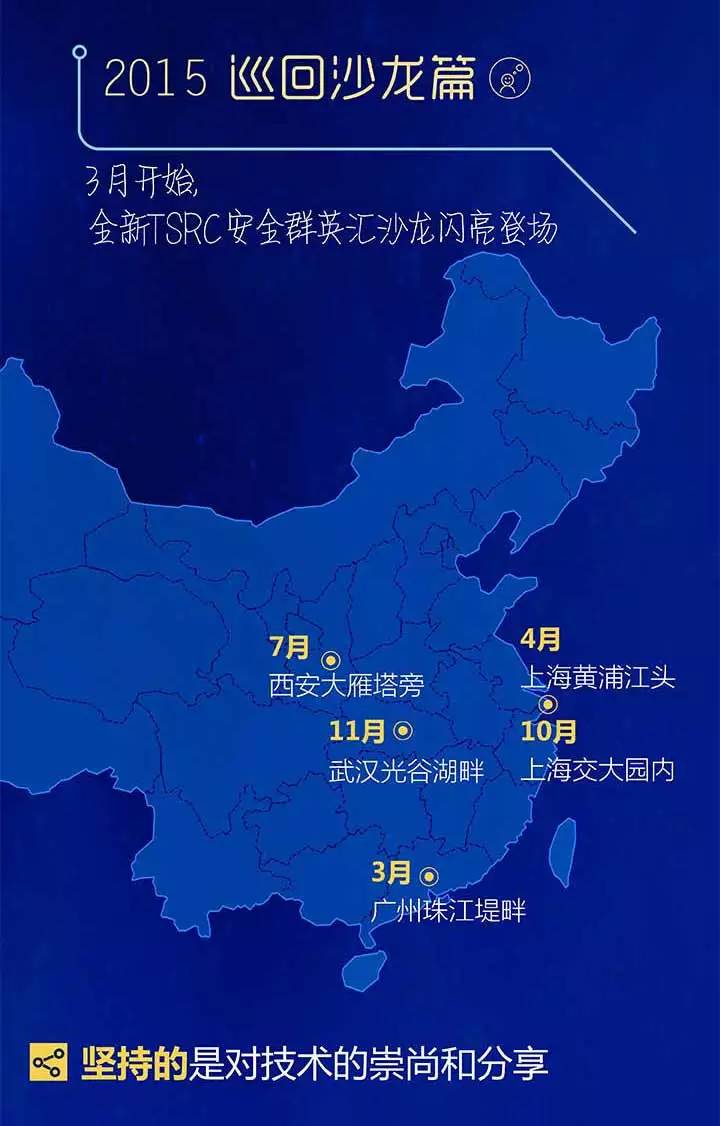 2015 巡回沙龙篇
3月开始,
全新TSRC安全群英汇沙龙闪亮登场
7月
西安大雁塔旁
4月
上海黄浦江头
11月
武汉光谷湖畔
10月
上海交大园内
3月
广州珠江堤畔
坚持的是对技术的崇尚和分享